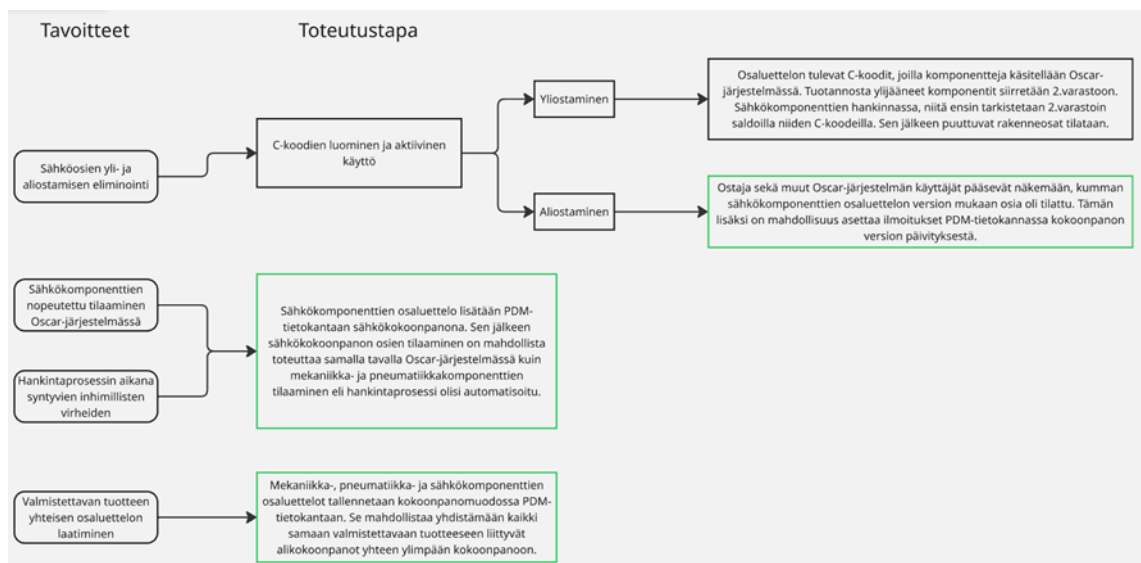 Tavoitteet
Toteutustapa
Sähköosien yli- ja
aliostamisen eliminointi
C-koodien luominen ja aktiivinen
käyttö
Yliostaminen
Osaluettelon tulevat C-koodit, joilla komponentteja käsitellään Oscar-
järjestelmässä. Tuotannosta ylijääneet komponentit siirretään 2.varastoon.
Sähkökomponenttien hankinnassa, niitä ensin tarkistetaan 2.varastoin
saldoilla niiden C-koodeilla. Sen jälkeen puuttuvat rakenneosat tilataan.
Aliostaminen
Ostaja sekä muut Oscar-järjestelmän käyttäjät pääsevät näkemään, kumman
sähkökomponenttien osaluettelon version mukaan osia oli tilattu. Tämän
lisäksi on mahdollisuus asettaa ilmoitukset PDM-tietokannassa kokoonpanon
version päivityksestä.
Sähkökomponenttien
nopeutettu tilaaminen
Oscar-järjestelmässä
Hankintaprosessin aikana
syntyvien inhimillisten
virheiden
Sähkökomponenttien osaluettelo lisätään PDM-
tietokantaan sähkökokoonpanona. Sen jälkeen
sähkökokoonpanon osien tilaaminen on mahdollista
toteuttaa samalla tavalla Oscar-järjestelmässä kuin
mekaniikka- ja pneumatiikkakomponenttien
tilaaminen eli hankintaprosessi olisi automatisoitu.
Valmistettavan tuotteen
yhteisen osaluettelon
laatiminen
Mekaniikka-, pneumatiikka- ja sähkökomponenttien
osaluettelot tallennetaan kokoonpanomuodossa PDM-
tietokantaan. Se mahdollistaa yhdistämään kaikki
samaan valmistettavaan tuotteeseen liittyvät
alikokoonpanot yhteen ylimpään kokoonpanoon.